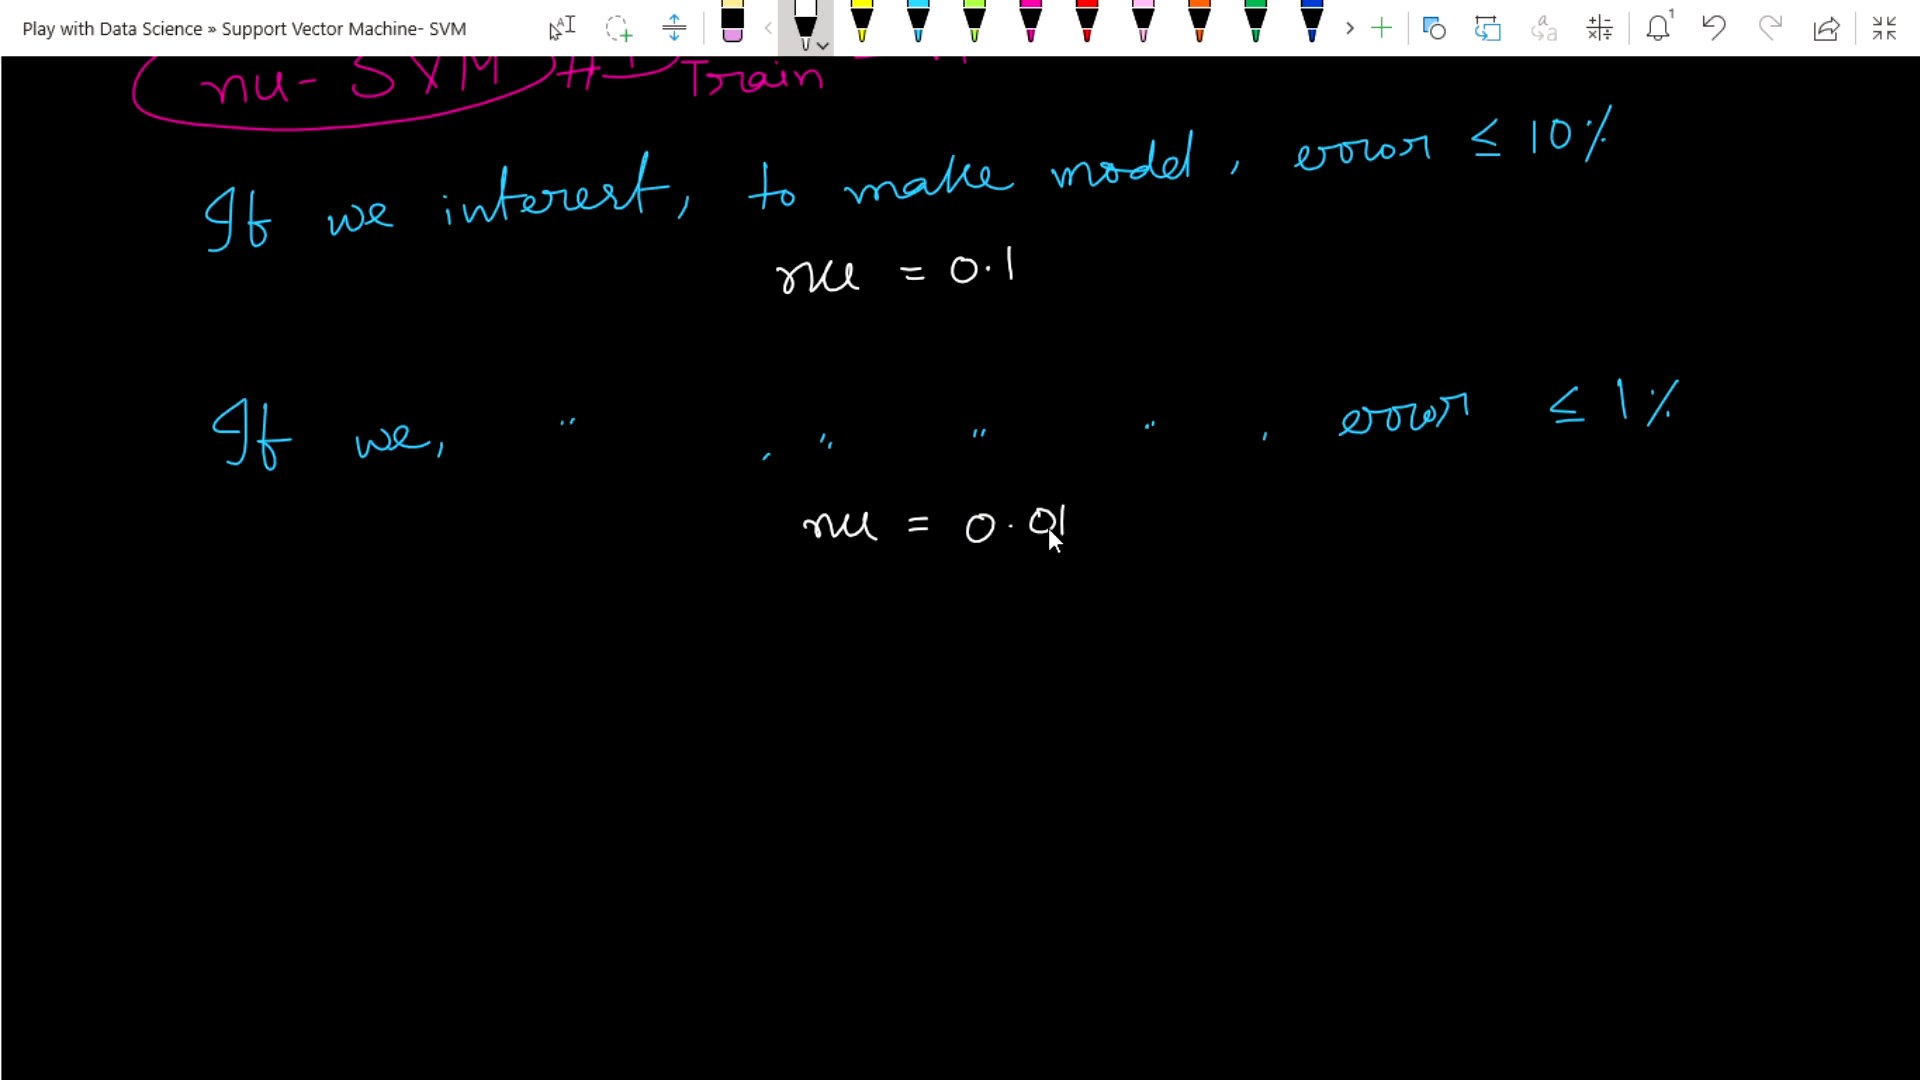 Play with Data Science » Support Vector Machine- SVM
nu- SVM Train
If we interest, to make model, error ≤ 10%
nu = 0.1
If we, " , " " " , error ≤ 1%
nu = 0.01